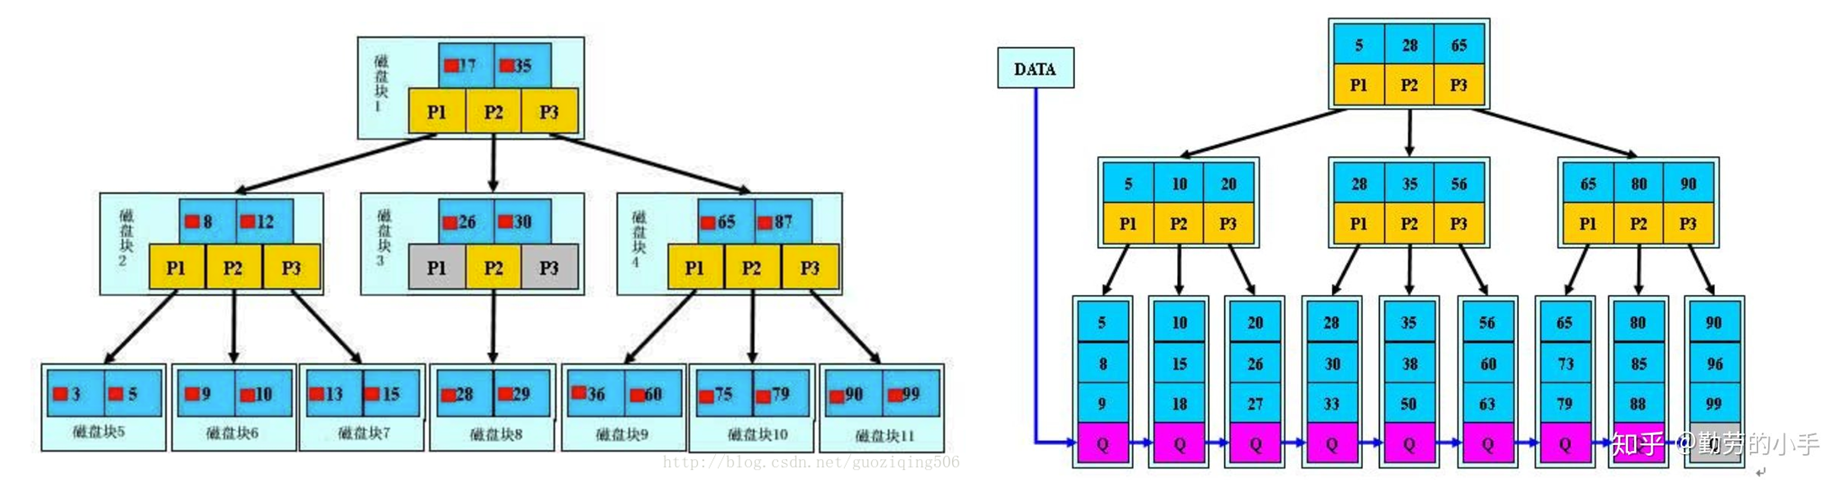 磁盘块1
17 35
P1 P2 P3
磁盘块2
8 12
P1 P2 P3
磁盘块3
26 30
P1 P2 P3
磁盘块4
65 87
P1 P2 P3
3 5
磁盘块5
9 10
磁盘块6
13 15
磁盘块7
28 29
磁盘块8
36 60
磁盘块9
75 79
磁盘块10
90 99
磁盘块11
http://blog.csdn.net/guoziqing506
DATA
5 28 65
P1 P2 P3
5 10 20
P1 P2 P3
28 35 56
P1 P2 P3
65 80 90
P1 P2 P3
5 10 20 28 35 56 65 80 90
8 15 26 30 38 60 73 85 96
9 18 27 33 50 63 79 88 99
Q Q Q Q Q Q Q Q Q
知乎 @勤劳的小手